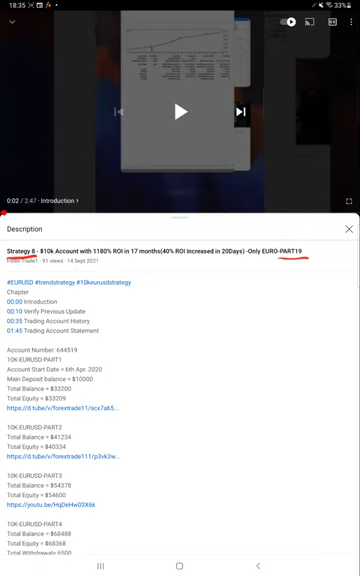 18:35
33%
CC
0:02 / 2:47 · Introduction >
Description
Strategy 8 - $10k Account with 1180% ROI in 17 months(40% ROI Increased in 20Days) -Only EURO-PART19
Forex Trade1 · 91 views · 14 Sept 2021
#EURUSD #trendstrategy #10keurusdstrategy
Chapter
00:00 Introduction
00:10 Verify Previous Update
00:35 Trading Account History
01:45 Trading Account Statement
Account Number: 644519
10K-EURUSD-PART1
Account Start Date = 6th Apr. 2020
Main Deposit balance = $10000
Total Balance = $33200
Total Equity = $33209
https://d.tube/v/forextrade11/scx7a65...
10K-EURUSD-PART2
Total Balance = $41234
Total Equity = $40334
https://d.tube/v/forextrade111/p3vk3w...
10K-EURUSD-PART3
Total Balance = $54378
Total Equity = $54600
https://youtu.be/HqDeHw03X6k
10K-EURUSD-PART4
Total Balance = $68488
Total Equity = $68368
Total Withdrawals 6500